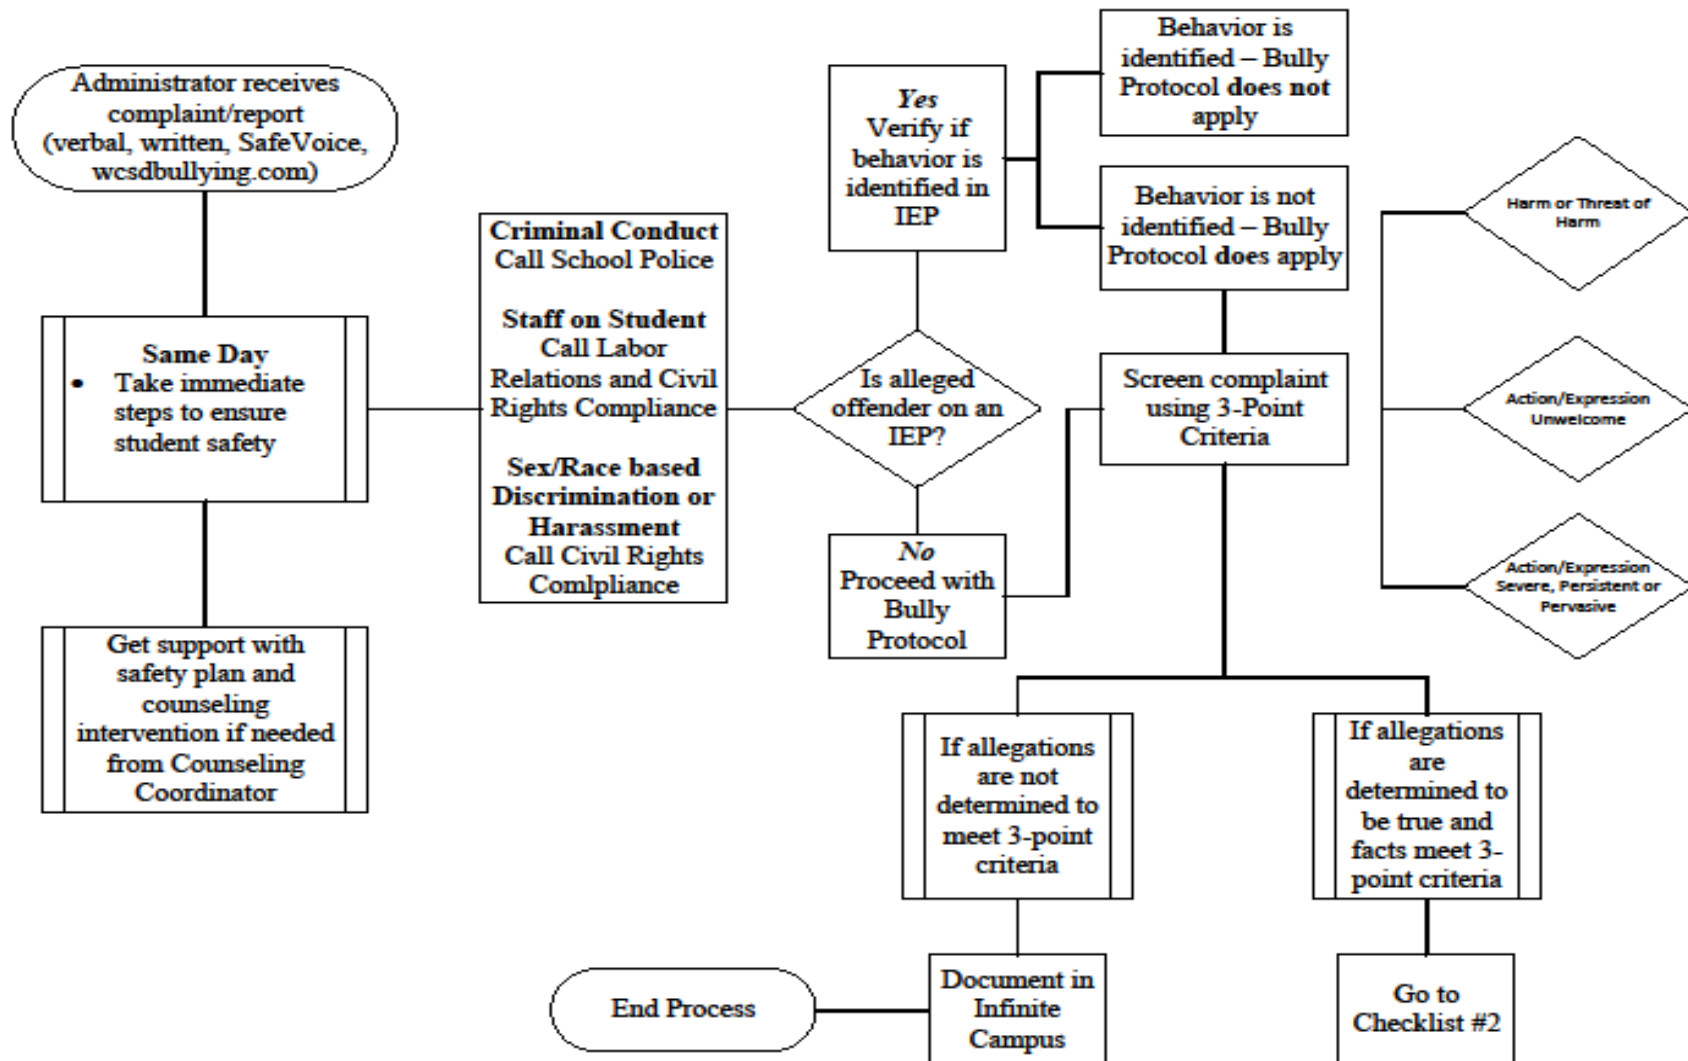 Administrator receives
complaint/report
(verbal, written, SafeVoice,
wcsdbullying.com)
Same Day
• Take immediate
steps to ensure
student safety
Get support with
safety plan and
counseling
intervention if needed
from Counseling
Coordinator
Criminal Conduct
Call School Police
Staff on Student
Call Labor
Relations and Civil
Rights Compliance
Sex/Race based
Discrimination or
Harassment
Call Civil Rights
Comlpliance
Is alleged
offender on an
IEP?
Yes
Verify if
behavior is
identified in
IEP
No
Proceed with
Bully
Protocol
Behavior is
identified – Bully
Protocol does not
apply
Behavior is not
identified – Bully
Protocol does apply
Screen complaint
using 3-Point
Criteria
Harm or Threat of
Harm
Action/Expression
Unwelcome
Action/Expression
Severe, Persistent or
Pervasive
If allegations
are not
determined to
meet 3-point
criteria
If allegations
are
determined to
be true and
facts meet 3-
point criteria
Document in
Infinite
Campus
End Process
Go to
Checklist #2